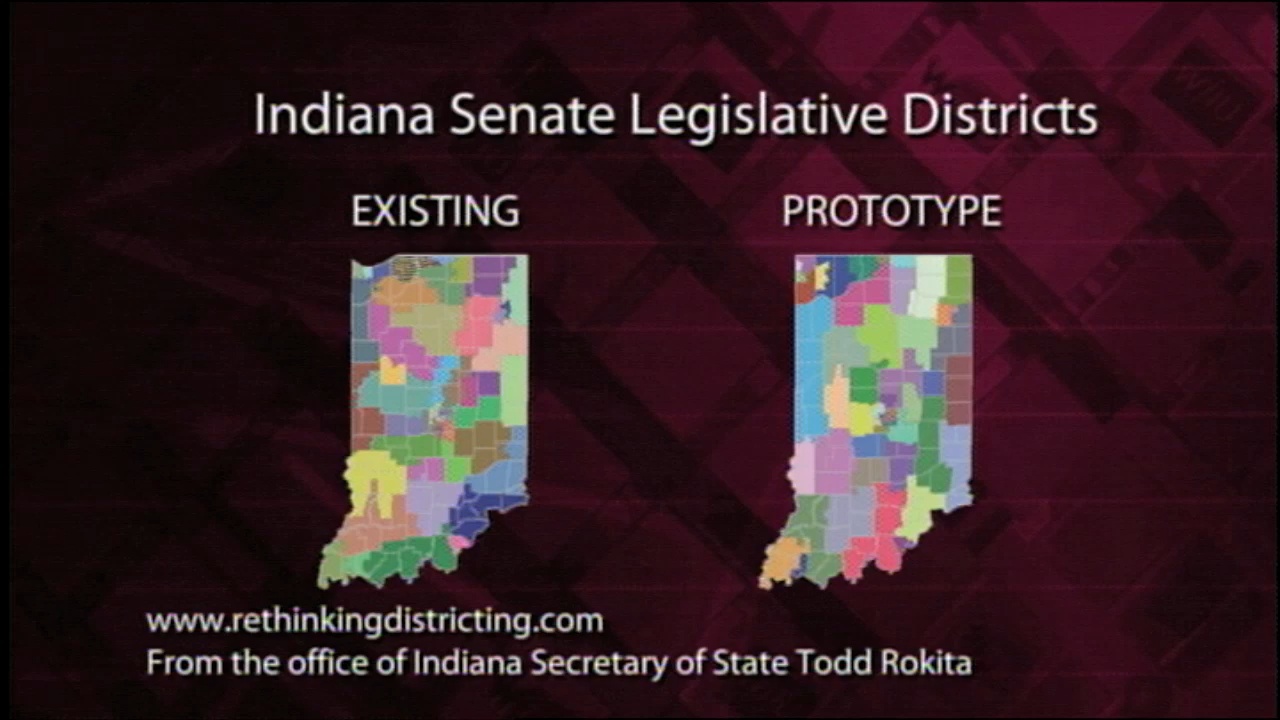 Indiana Senate Legislative Districts
EXISTING
PROTOTYPE
www.rethinkingdistricting.com
From the office of Indiana Secretary of State Todd Rokita